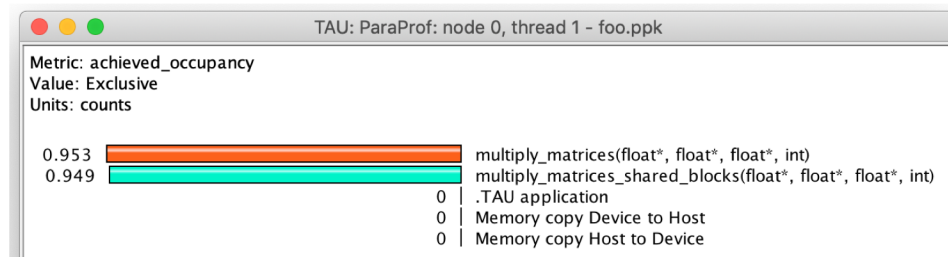 TAU: ParaProf: node 0, thread 1 - foo.ppk
Metric: achieved_occupancy
Value: Exclusive
Units: counts
0.953 multiply_matrices(float*, float*, float*, int)
0.949 multiply_matrices_shared_blocks(float*, float*, float*, int)
0 .TAU application
0 Memory copy Device to Host
0 Memory copy Host to Device